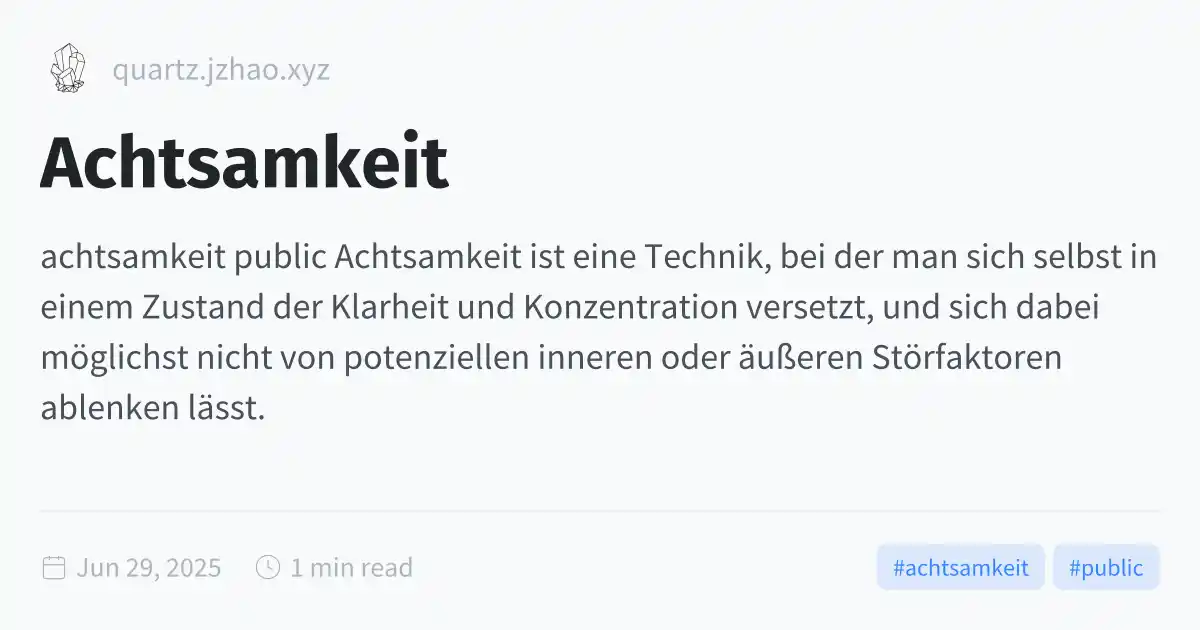 quartz.jzhao.xyz
Achtsamkeit
achtsamkeit public Achtsamkeit ist eine Technik, bei der man sich selbst in
einem Zustand der Klarheit und Konzentration versetzt, und sich dabei
möglichst nicht von potenziellen inneren oder äußeren Störfaktoren
ablenken lässt.
Jun 29, 2025 1 min read #achtsamkeit #public